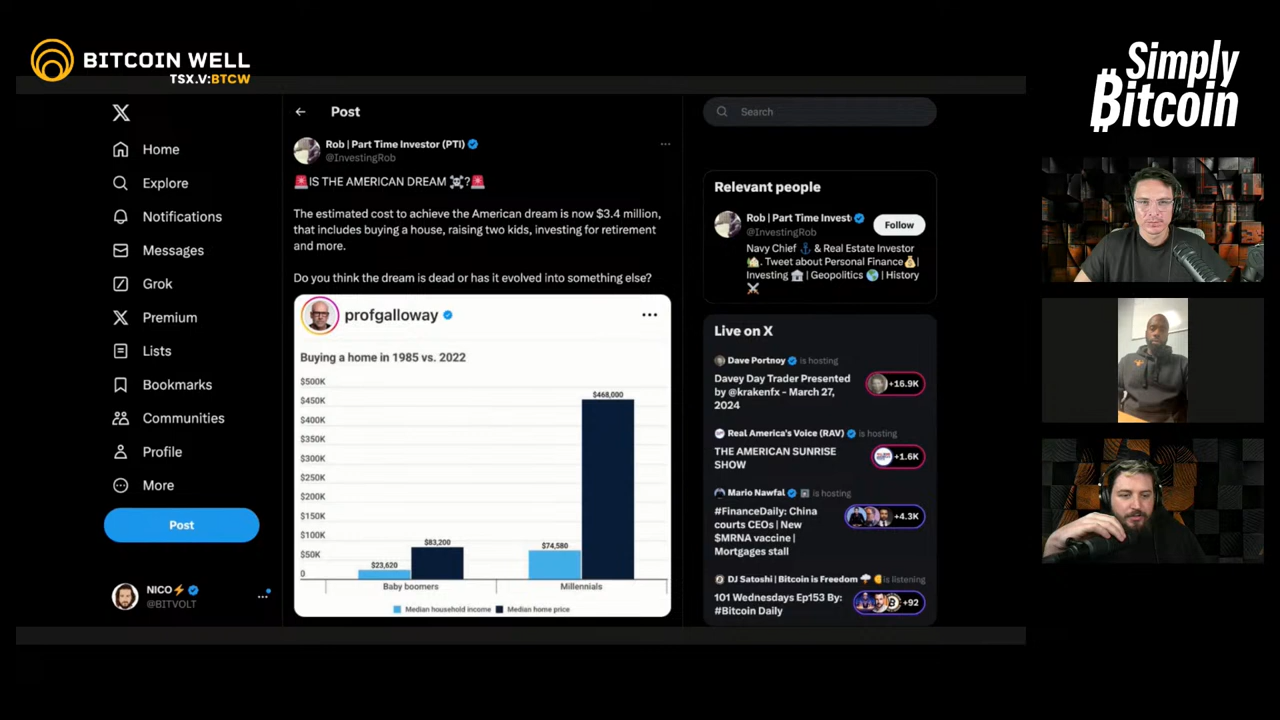 BITCOIN WELL
TSX.V:BTCW
Simply
Bitcoin
Home
Explore
Notifications
Messages
Grok
Premium
Lists
Bookmarks
Communities
Profile
More
Post
NICO⚡
@BITVOLT
Post
Rob | Part Time Investor (PTI)
@InvestingRob
🚨IS THE AMERICAN DREAM ☠️?🚨
The estimated cost to achieve the American dream is now $3.4 million,
that includes buying a house, raising two kids, investing for retirement
and more.
Do you think the dream is dead or has it evolved into something else?
profgalloway
Buying a home in 1985 vs. 2022
$500K
$450K
$400K
$350K
$300K
$250K
$200K
$150K
$100K
$50K
0
$23,620
$83,200
$74,580
$468,000
Baby boomers
Millennials
Median household income
Median home price
Search
Relevant people
Rob | Part Time Invest
@InvestingRob
Follow
Navy Chief ⚓ & Real Estate Investor
🏠. Tweet about Personal Finance💰|
Investing 🏦 | Geopolitics 🌎 | History
⚔️
Live on X
Dave Portnoy is hosting
Davey Day Trader Presented
by @krakenfx - March 27,
2024
+16.9K
Real America's Voice (RAV) is hosting
THE AMERICAN SUNRISE
SHOW
+1.6K
Mario Nawfal is hosting
#FinanceDaily: China
courts CEOs | New
$MRNA vaccine |
Mortgages stall
+4.3K
DJ Satoshi | Bitcoin is Freedom is listening
101 Wednesdays Ep153 By:
#Bitcoin Daily
+92